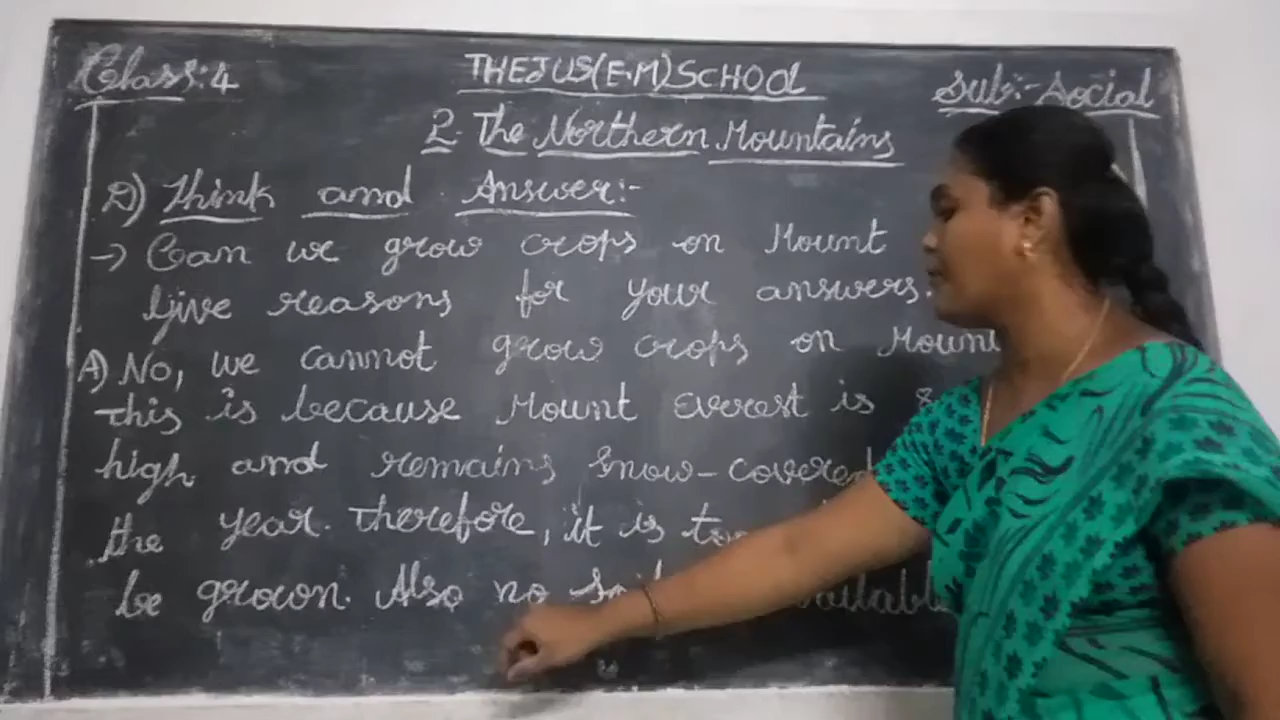 Class:4
THEJUS(E.M)SCHOOL
Sub:-Social
2. The Northern Mountains
D) Think and Answer:-
→ Can we grow crops on Mount
Give reasons for your answers.
A) No, we cannot grow crops on Mount
This is because Mount Everest is
high and remains snow-covered
the year. Therefore, it is too
be grown. Also no